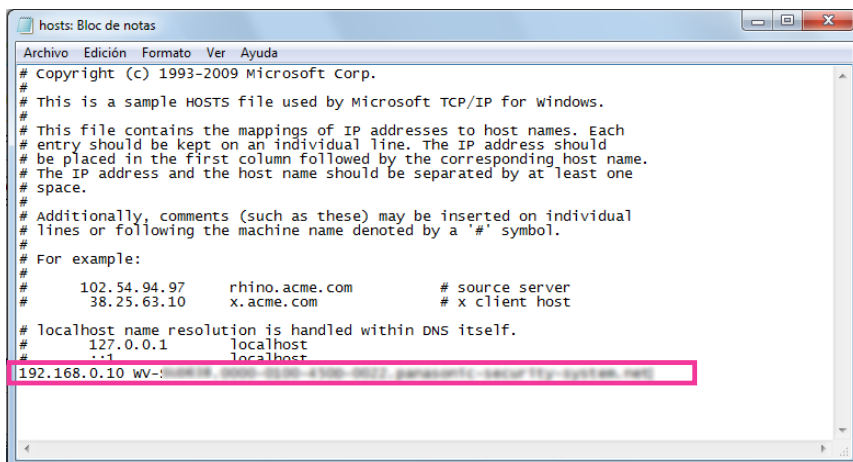 hosts: Bloc de notas
Archivo Edición Formato Ver Ayuda
# Copyright (c) 1993-2009 Microsoft Corp.
#
# This is a sample HOSTS file used by Microsoft TCP/IP for Windows.
#
# This file contains the mappings of IP addresses to host names. Each
# entry should be kept on an individual line. The IP address should
# be placed in the first column followed by the corresponding host name.
# The IP address and the host name should be separated by at least one
# space.
#
# Additionally, comments (such as these) may be inserted on individual
# lines or following the machine name denoted by a '#' symbol.
#
# For example:
#
# 102.54.94.97 rhino.acme.com # source server
# 38.25.63.10 x.acme.com # x client host
# localhost name resolution is handled within DNS itself.
# 127.0.0.1 localhost
# ::1 localhost
192.168.0.10 WV-